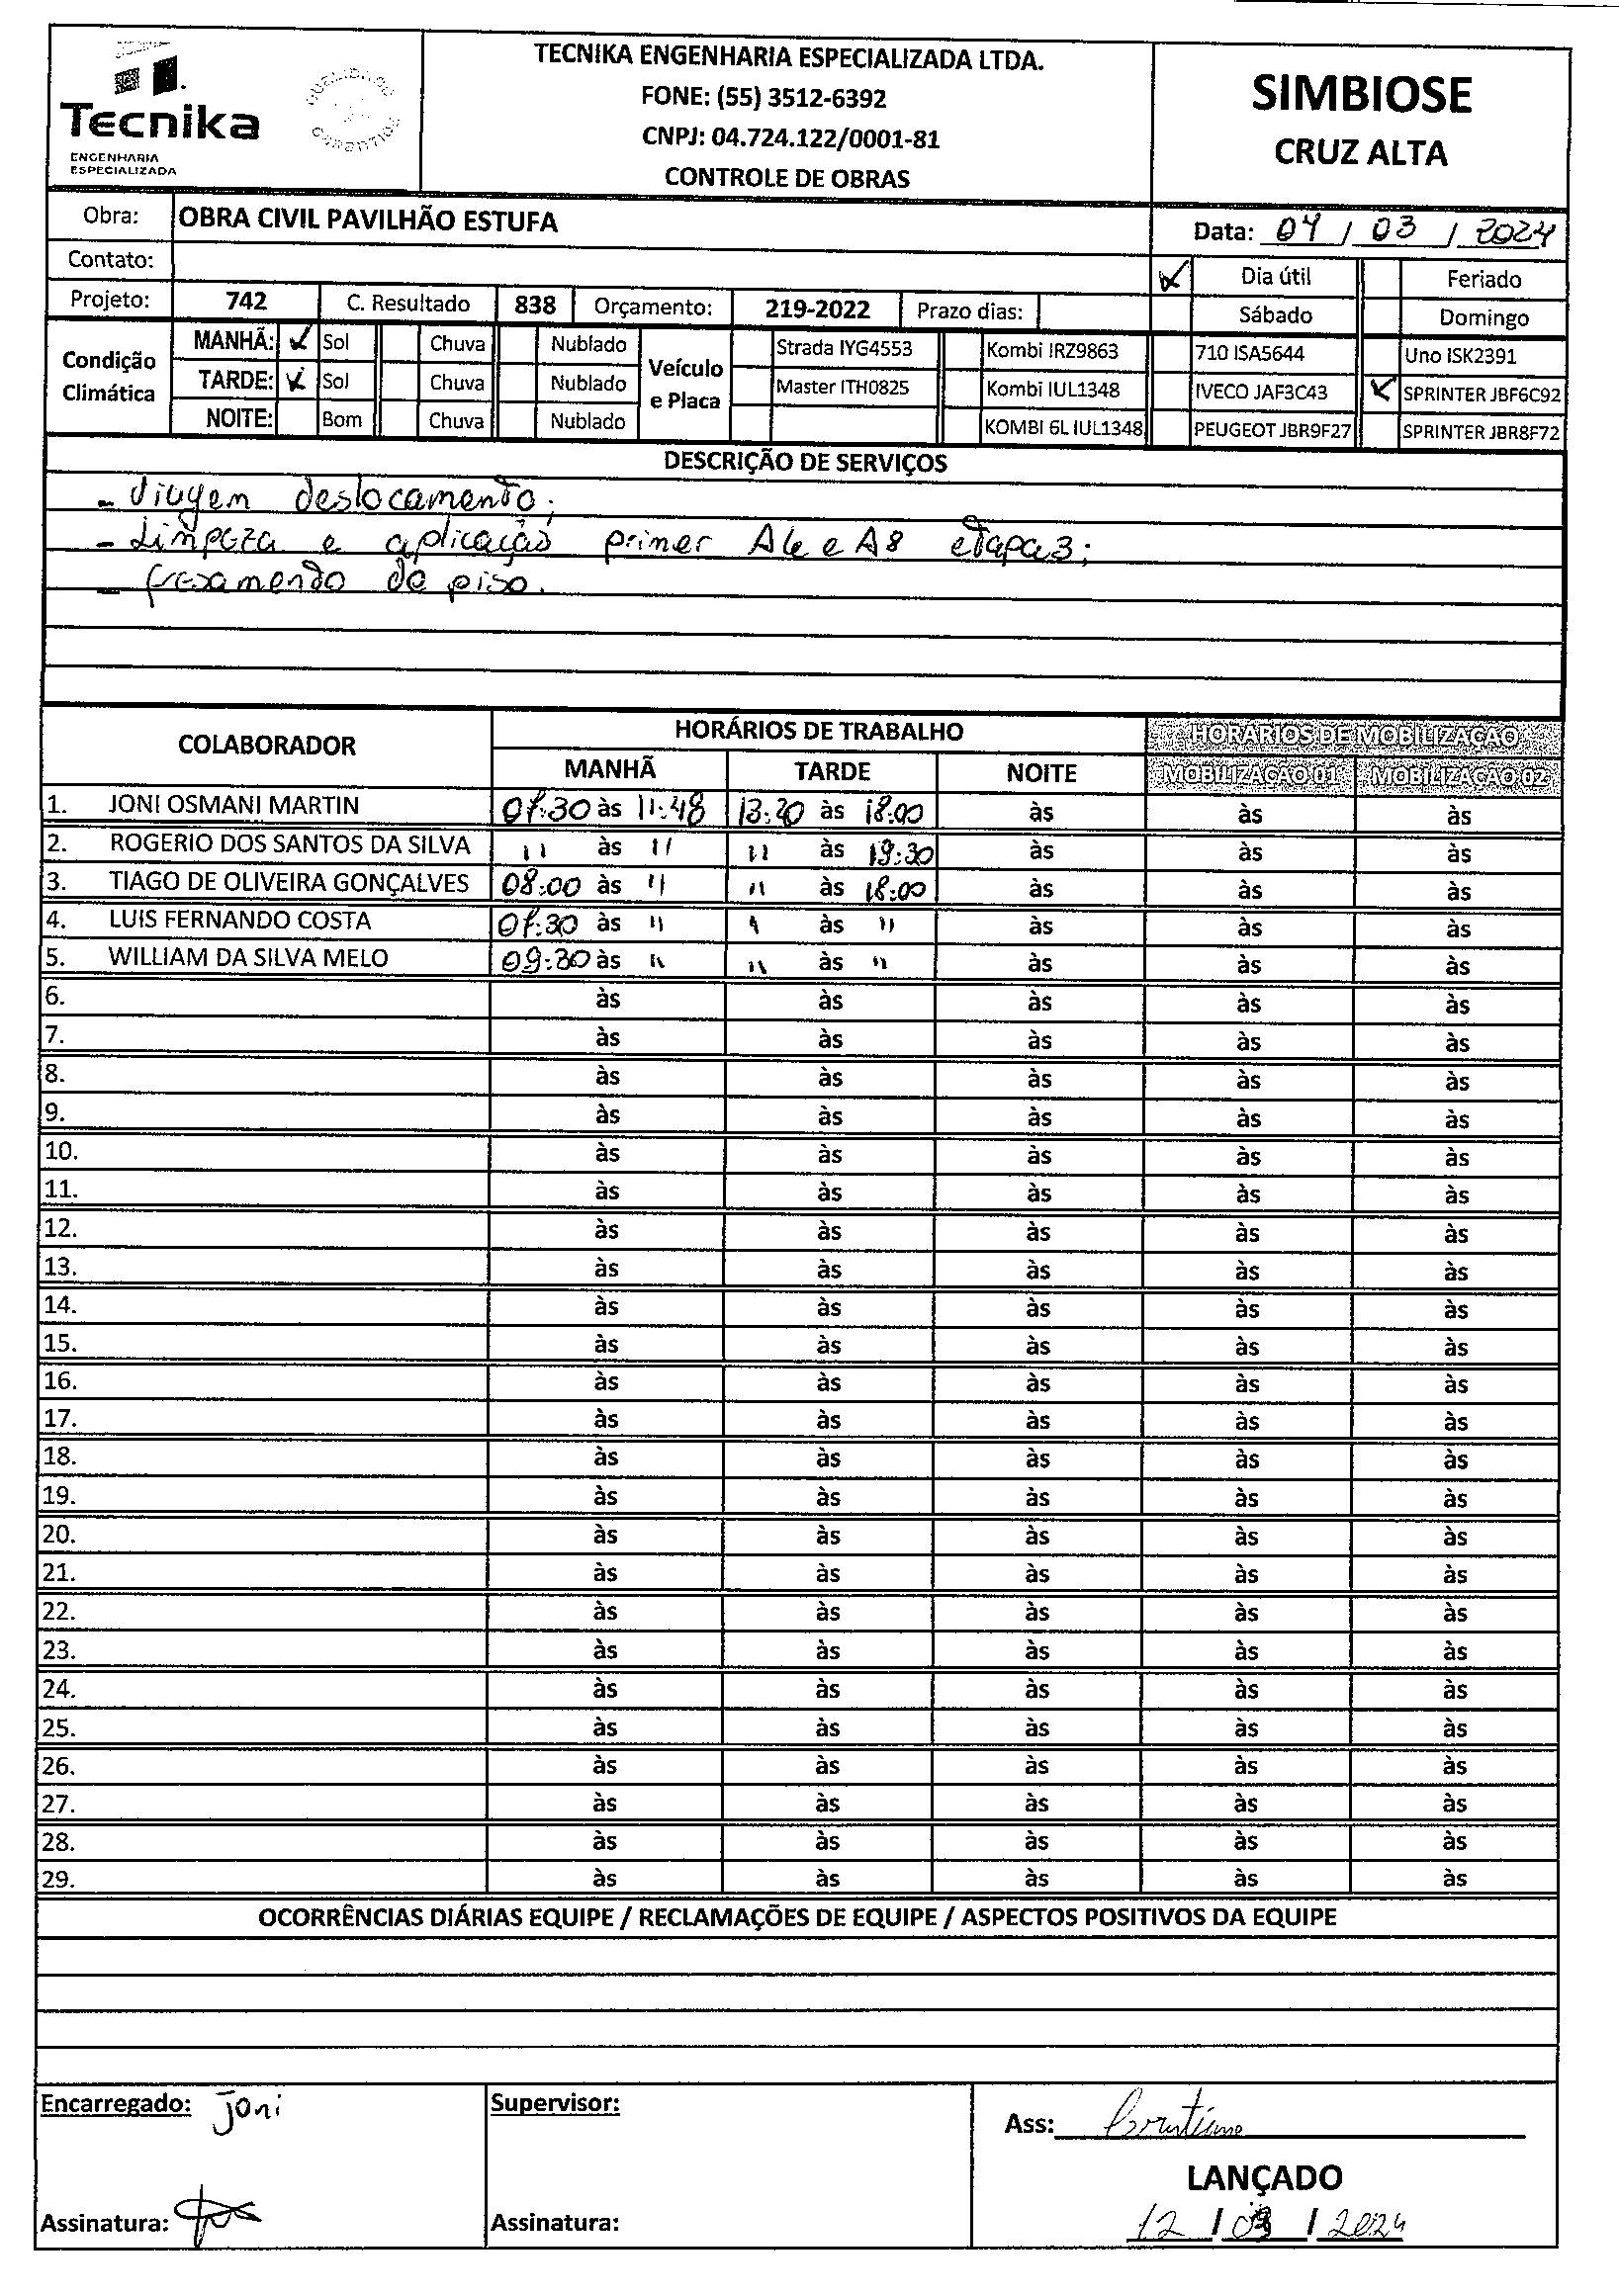 TECNIKA ENGENHARIA ESPECIALIZADA LTDA.
FONE: (55) 3512-6392
CNPJ: 04.724.122/0001-81
CONTROLE DE OBRAS
Tecnika
ENGENHARIA
ESPECIALIZADA
SIMBIOSE
CRUZ ALTA
Obra: OBRA CIVIL PAVILHÃO ESTUFA
Data: 04 / 03 / 2024
Contato:
Dia útil Feriado
Projeto: 742 C. Resultado 838 Orçamento: 219-2022 Prazo dias:
Sábado Domingo
Condição Climática
MANHÃ: Sol Chuva Nublado
TARDE: Sol Chuva Nublado
NOITE: Bom Chuva Nublado
Veículo e Placa
Strada IYG4553 Kombi IRZ9863 710 ISA5644 Uno ISK2391
Master ITH0825 Kombi IUL1348 IVECO JAF3C43 SPRINTER JBF6C92
KOMBI 6L IUL1348 PEUGEOT JBR9F27 SPRINTER JBR8F72
DESCRIÇÃO DE SERVIÇOS
- viagem deslocamento;
- Limpeza e aplicação primer A6 e A8 etapa 3;
- fresamento de piso.
COLABORADOR HORÁRIOS DE TRABALHO HORÁRIOS DE MOBILIZAÇÃO
MANHÃ TARDE NOITE MOBILIZAÇÃO 01 MOBILIZAÇÃO 02
1. JONI OSMANI MARTIN 07:30 às 11:48 13:20 às 18:00 às às às
2. ROGERIO DOS SANTOS DA SILVA " às " " às 19:30 às às às
3. TIAGO DE OLIVEIRA GONÇALVES 08:00 às " " às 18:00 às às às
4. LUIS FERNANDO COSTA 07:30 às " " às " às às às
5. WILLIAM DA SILVA MELO 09:30 às " " às " às às às
6. às às às às às
7. às às às às às
8. às às às às às
9. às às às às às
10. às às às às às
11. às às às às às
12. às às às às às
13. às às às às às
14. às às às às às
15. às às às às às
16. às às às às às
17. às às às às às
18. às às às às às
19. às às às às às
20. às às às às às
21. às às às às às
22. às às às às às
23. às às às às às
24. às às às às às
25. às às às às às
26. às às às às às
27. às às às às às
28. às às às às às
29. às às às às às
OCORRÊNCIAS DIÁRIAS EQUIPE / RECLAMAÇÕES DE EQUIPE / ASPECTOS POSITIVOS DA EQUIPE
Encarregado: Joni
Supervisor:
Ass:
LANÇADO
Assinatura:
Assinatura:
12 / 03 / 2024